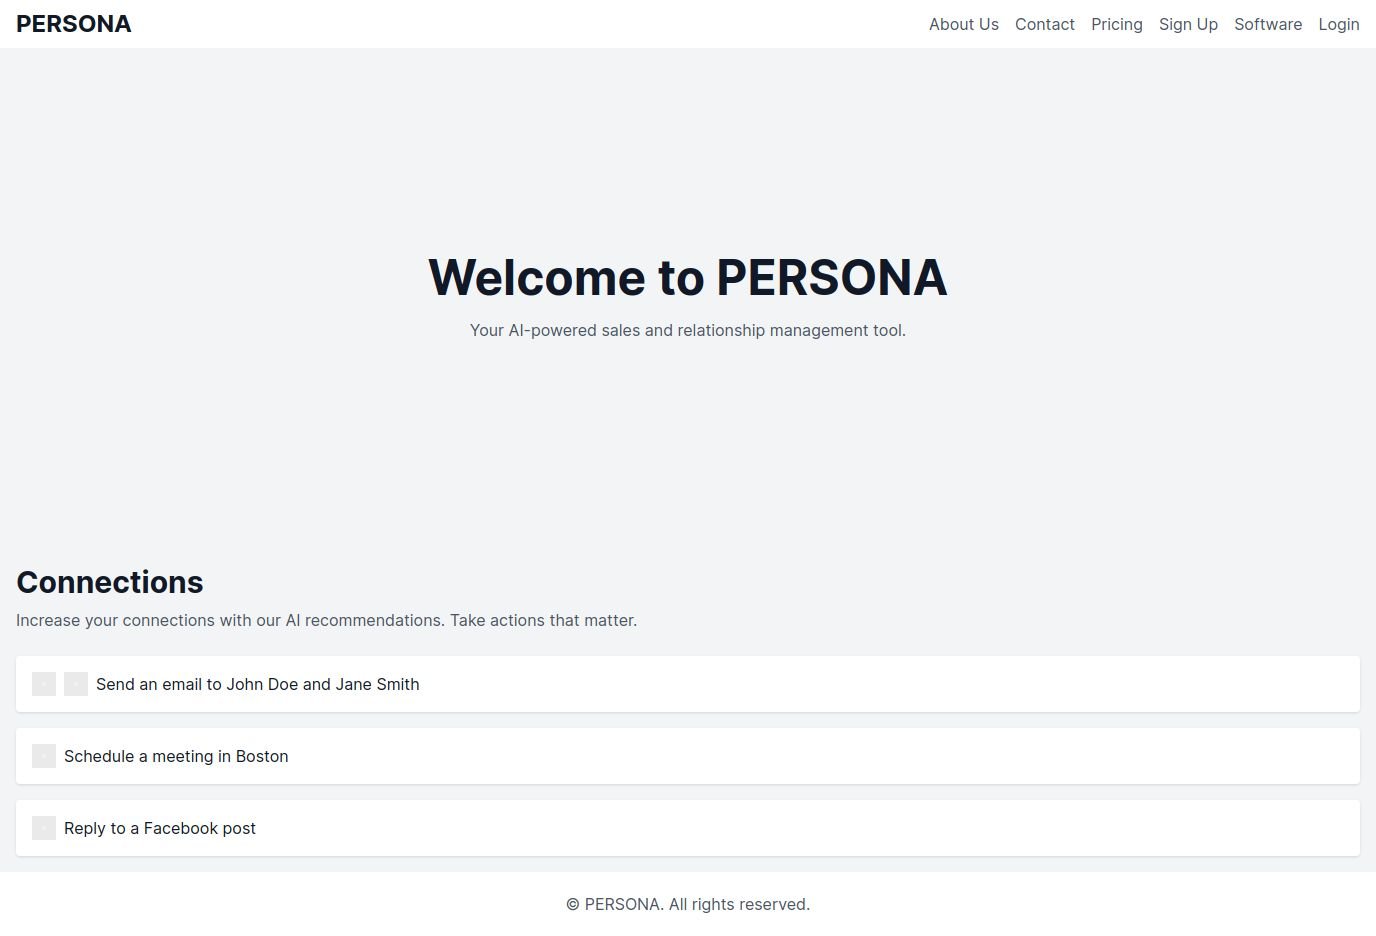 PERSONA
About Us Contact Pricing Sign Up Software Login
Welcome to PERSONA
Your AI-powered sales and relationship management tool.
Connections
Increase your connections with our AI recommendations. Take actions that matter.
Send an email to John Doe and Jane Smith
Schedule a meeting in Boston
Reply to a Facebook post
© PERSONA. All rights reserved.